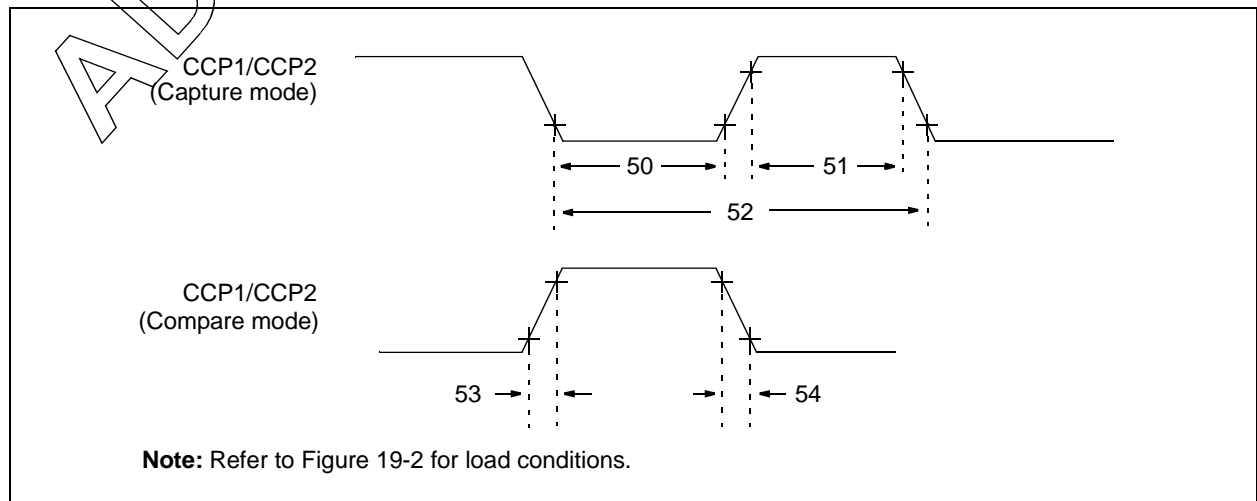 CCP1/CCP2
(Capture mode)
50
51
52
CCP1/CCP2
(Compare mode)
53
54
Note: Refer to Figure 19-2 for load conditions.